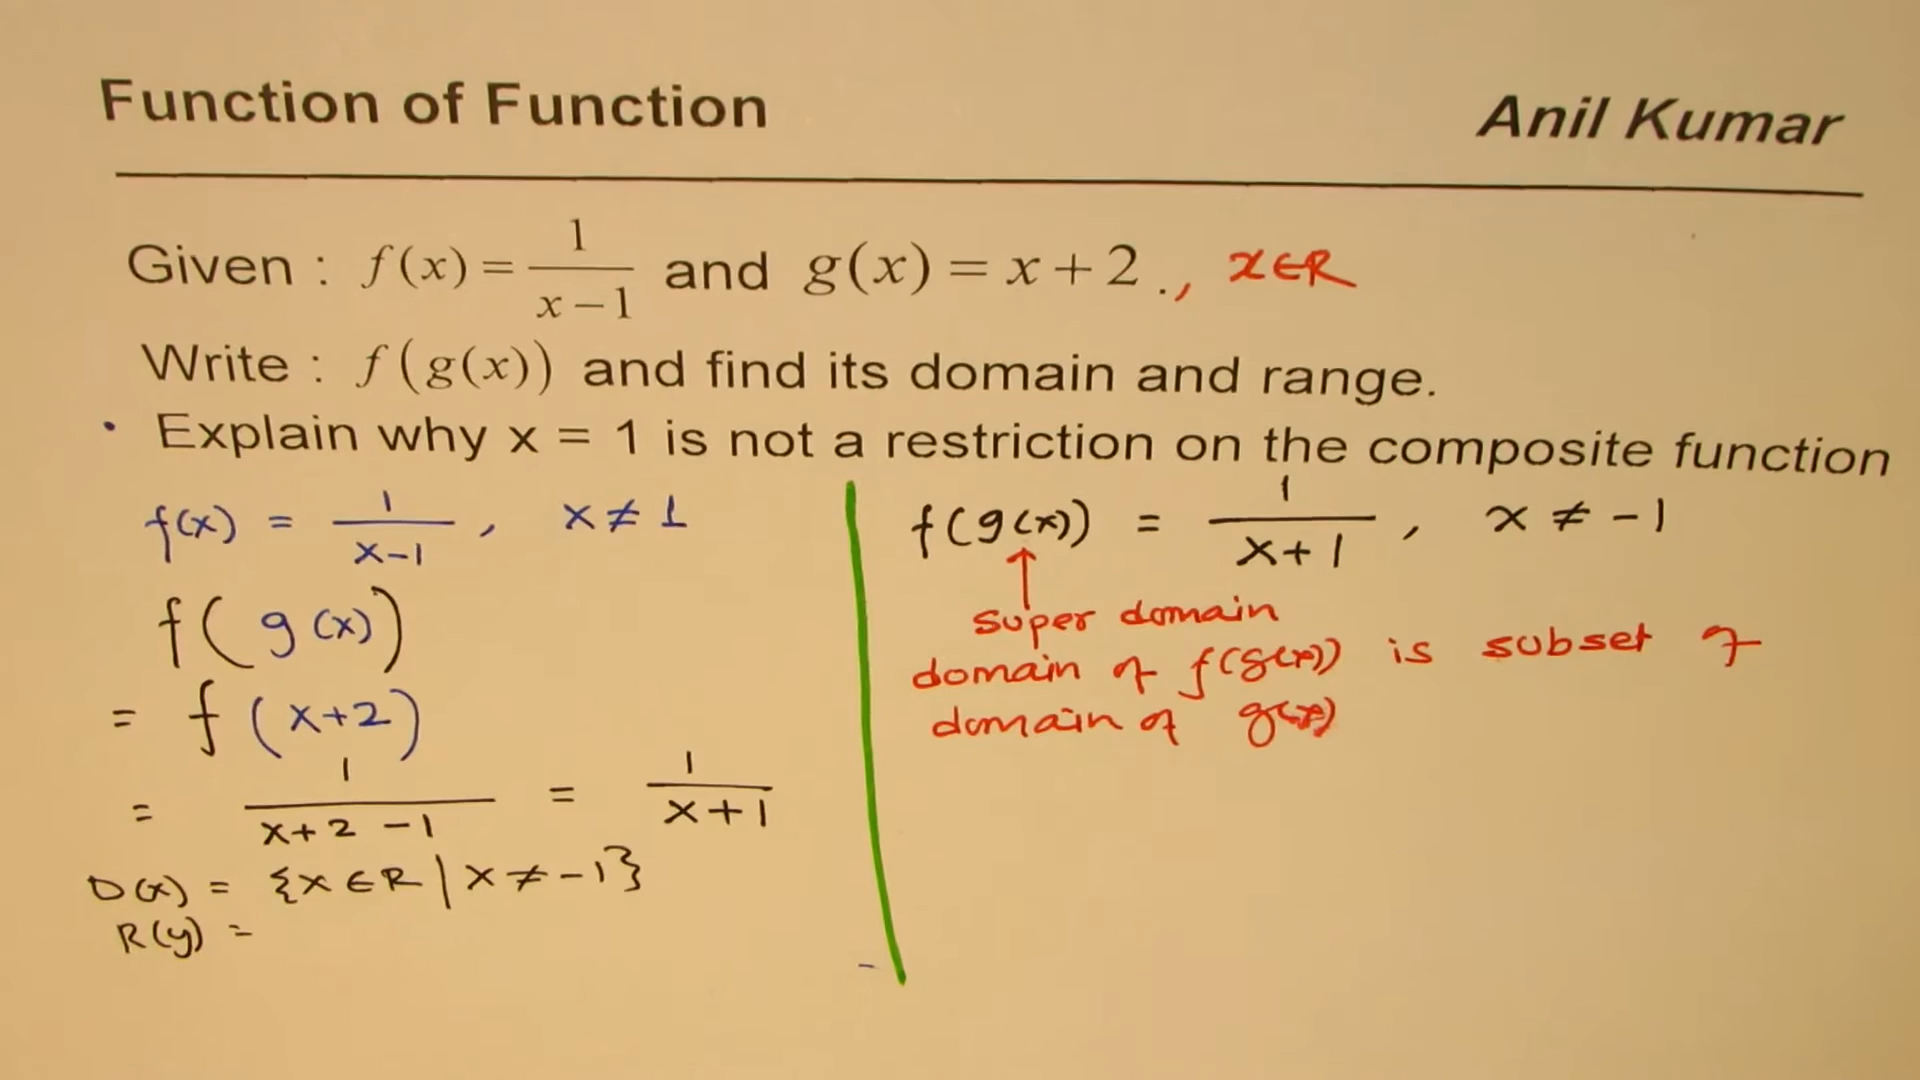 Function of Function
Anil Kumar
Given : f(x) = 1/(x−1) and g(x) = x + 2 ., x∈R
Write : f(g(x)) and find its domain and range.
• Explain why x = 1 is not a restriction on the composite function
f(x) = 1/(x−1) , x ≠ 1
f(g(x))
= f(x+2)
= 1/(x+2 −1) = 1/(x+1)
D(x) = {x ∈ R | x ≠ −1}
R(y) =
f(g(x)) = 1/(x+1) , x ≠ −1
↑
super domain
domain of f(g(x)) is subset of
domain of g(x)